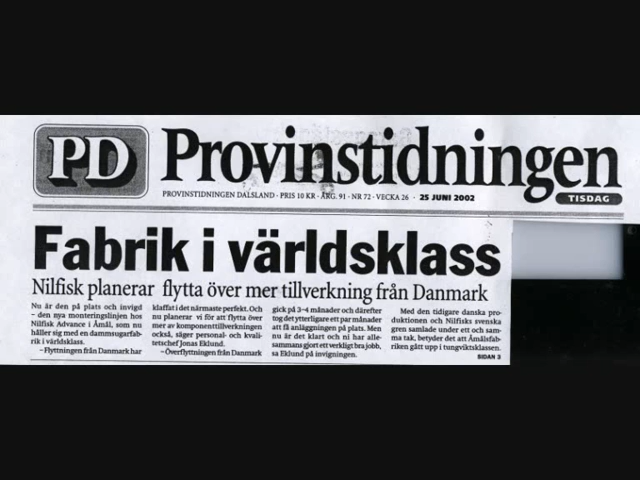 PD Provinstidningen
PROVINSTIDNINGEN DALSLAND - PRIS 10 KR - ÅRG. 91 - NR 72 - VECKA 26 - 25 JUNI 2002
TISDAG
Fabrik i världsklass
Nilfisk planerar flytta över mer tillverkning från Danmark
Nu är den på plats och invigd
– den nya monteringslinjen hos
Nilfisk Advance i Åmål, som nu
håller sig med en dammsugarfab-
rik i världsklass.
–Flyttningen från Danmark har
klaffat i det närmaste perfekt. Och
nu planerar vi för att flytta över
mer av komponenttillverkningen
också, säger personal- och kvali-
tetschef Jonas Eklund.
–Överflyttningen från Danmark
gick på 3–4 månader och därefter
tog det ytterligare ett par månader
att få anläggningen på plats. Men
nu är det klart och ni har alle-
sammans gjort ett verkligt bra jobb,
sa Eklund på invigningen.
Med den tidigare danska pro-
duktionen och Nilfisks svenska
gren samlade under ett och sam-
ma tak, betyder det att Åmålsfa-
briken gått upp i tungviktsklassen.
SIDAN 3